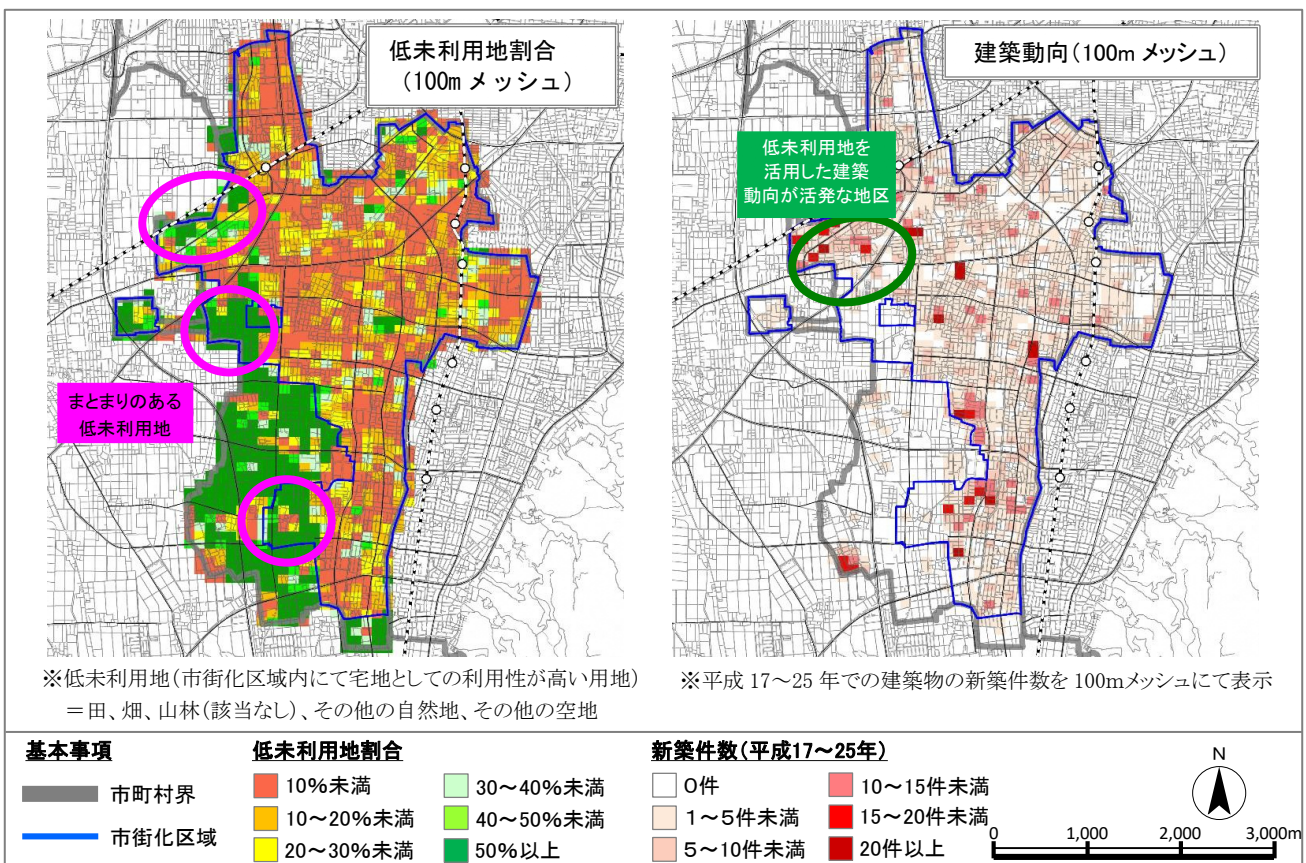 低未利用地割合
(100m メッシュ)
まとまりのある
低未利用地
※低未利用地(市街化区域内にて宅地としての利用性が高い用地)
＝田、畑、山林(該当なし)、その他の自然地、その他の空地
建築動向(100m メッシュ)
低未利用地を
活用した建築
動向が活発な地区
※平成 17～25 年での建築物の新築件数を 100mメッシュにて表示
基本事項
市町村界
市街化区域
低未利用地割合
10%未満
10～20%未満
20～30%未満
30～40%未満
40～50%未満
50%以上
新築件数(平成17～25年)
0件
1～5件未満
5～10件未満
10～15件未満
15～20件未満
20件以上
N
0 1,000 2,000 3,000m